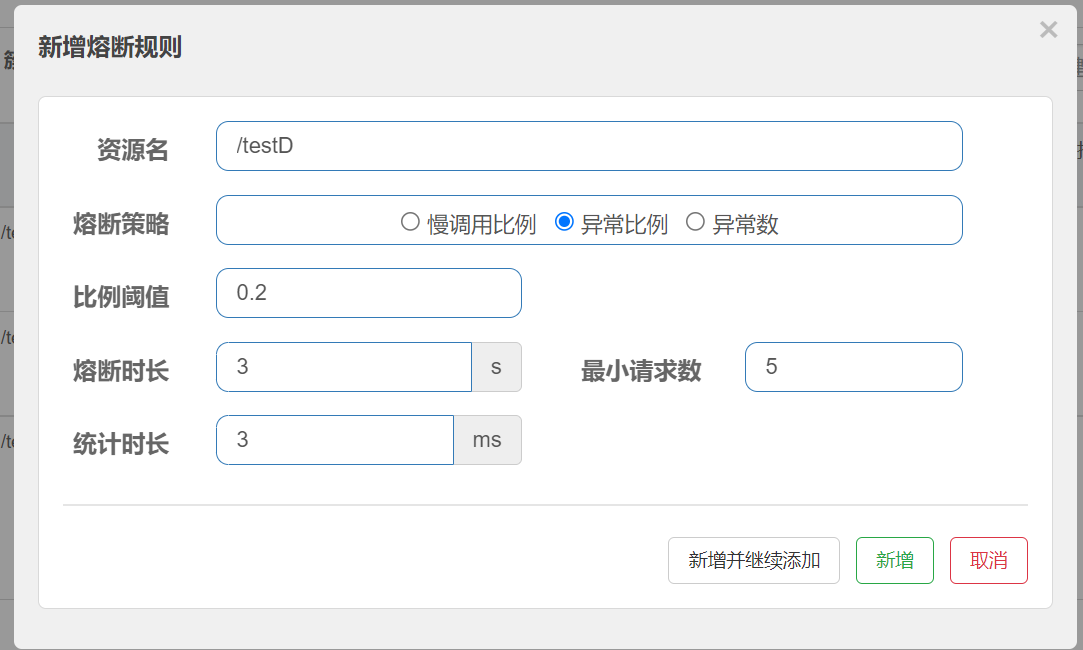 新增熔断规则
×
资源名 /testD
熔断策略 慢调用比例 异常比例 异常数
比例阈值 0.2
熔断时长 3 s 最小请求数 5
统计时长 3 ms
新增并继续添加 新增 取消
/te
/te
/te